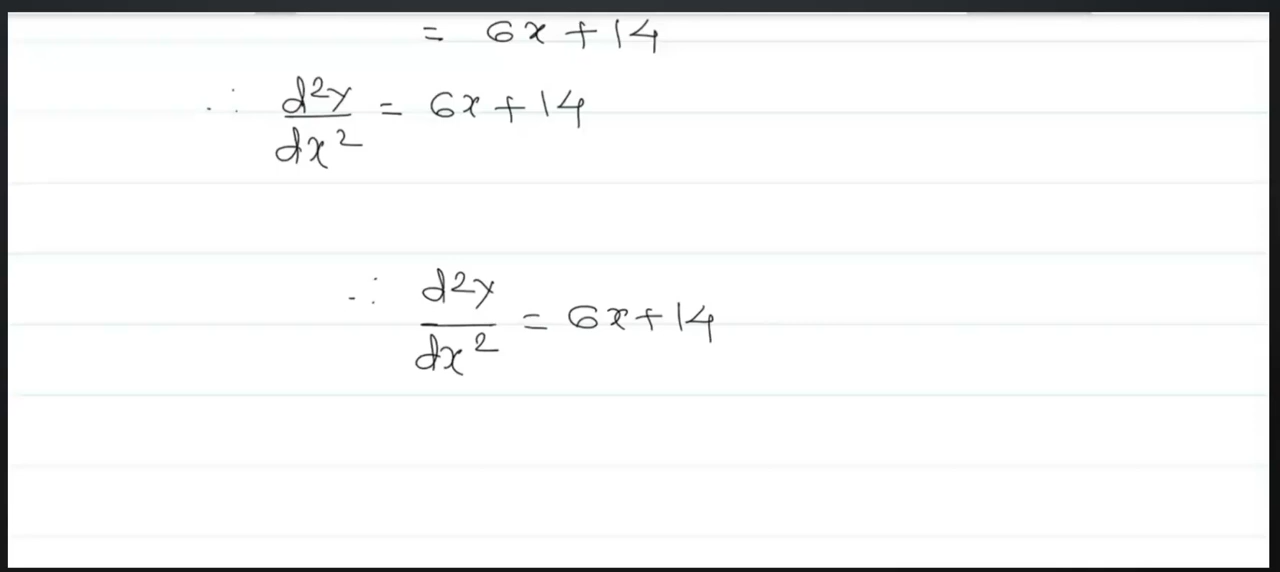 = 6x + 14
∴ d²y/dx² = 6x + 14
∴ d²y/dx² = 6x + 14